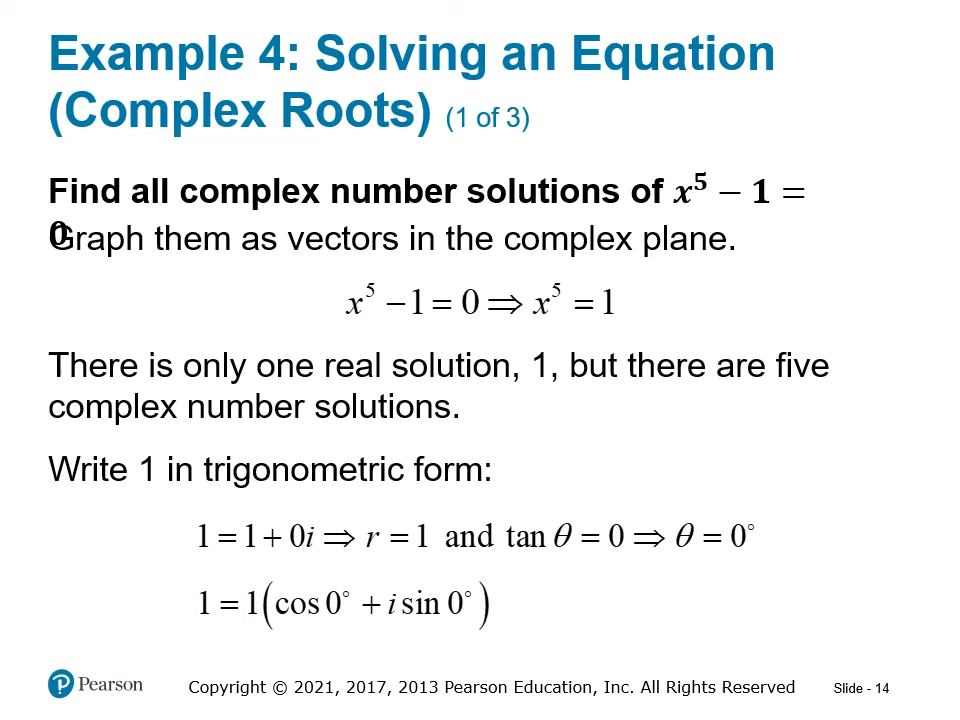 Example 4: Solving an Equation
(Complex Roots) (1 of 3)
Find all complex number solutions of x⁵ − 1 =
0
Graph them as vectors in the complex plane.
x⁵ − 1 = 0 ⇒ x⁵ = 1
There is only one real solution, 1, but there are five
complex number solutions.
Write 1 in trigonometric form:
1 = 1 + 0i ⇒ r = 1 and tan θ = 0 ⇒ θ = 0°
1 = 1(cos 0° + i sin 0°)
P Pearson
Copyright © 2021, 2017, 2013 Pearson Education, Inc. All Rights Reserved
Slide - 14